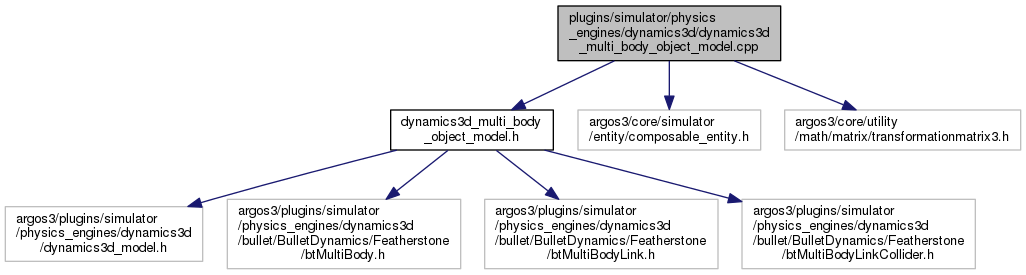 plugins/simulator/physics
_engines/dynamics3d/dynamics3d
_multi_body_object_model.cpp
dynamics3d_multi_body
_object_model.h
argos3/core/simulator
/entity/composable_entity.h
argos3/core/utility
/math/matrix/transformationmatrix3.h
argos3/plugins/simulator
/physics_engines/dynamics3d
/dynamics3d_model.h
argos3/plugins/simulator
/physics_engines/dynamics3d
/bullet/BulletDynamics/Featherstone
/btMultiBody.h
argos3/plugins/simulator
/physics_engines/dynamics3d
/bullet/BulletDynamics/Featherstone
/btMultiBodyLink.h
argos3/plugins/simulator
/physics_engines/dynamics3d
/bullet/BulletDynamics/Featherstone
/btMultiBodyLinkCollider.h